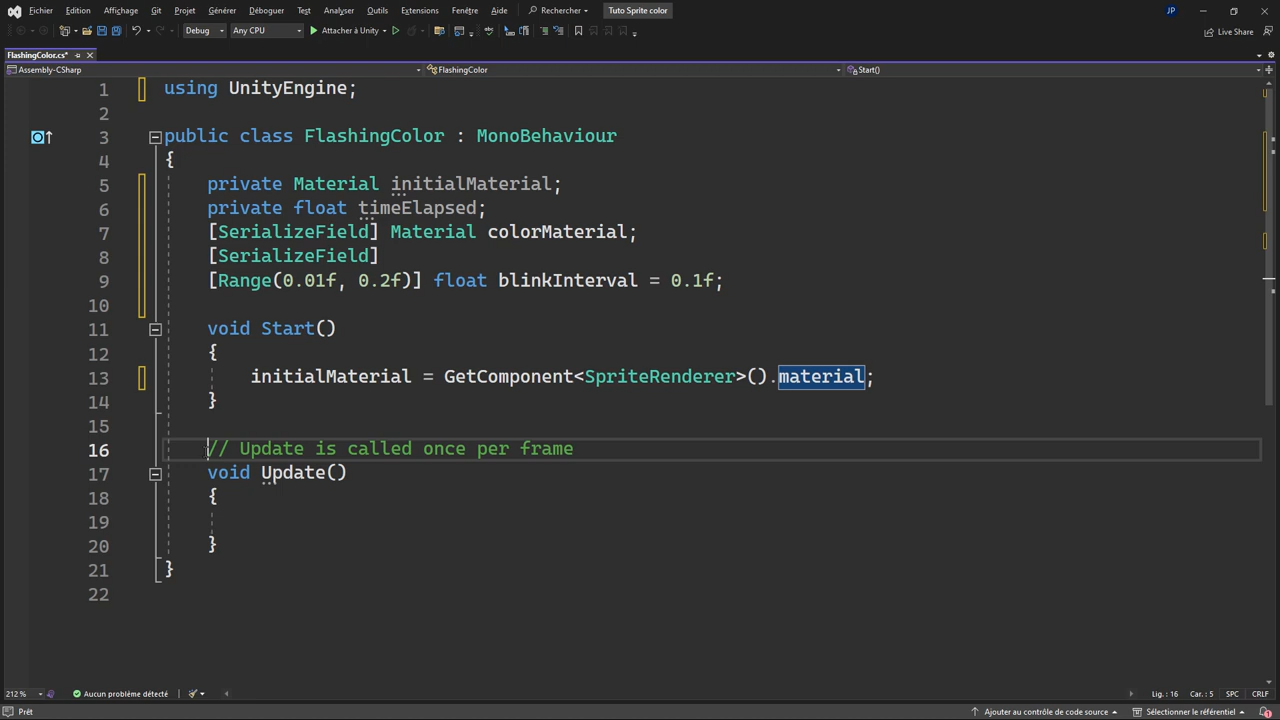 Fichier Édition Affichage Git Projet Générer Déboguer Test Analyser Outils Extensions Fenêtre Aide Rechercher Tuto Sprite color JP
Debug Any CPU Attacher à Unity Live Share
FlashingColor.cs*
Assembly-CSharp FlashingColor Start()
1 using UnityEngine;
2
3 public class FlashingColor : MonoBehaviour
4 {
5 private Material initialMaterial;
6 private float timeElapsed;
7 [SerializeField] Material colorMaterial;
8 [SerializeField]
9 [Range(0.01f, 0.2f)] float blinkInterval = 0.1f;
10
11 void Start()
12 {
13 initialMaterial = GetComponent<SpriteRenderer>().material;
14 }
15
16 // Update is called once per frame
17 void Update()
18 {
19
20 }
21 }
22
212 % Aucun problème détecté Lig. : 16 Car. : 5 SPC CRLF
Prêt Ajouter au contrôle de code source Sélectionner le référentiel 1